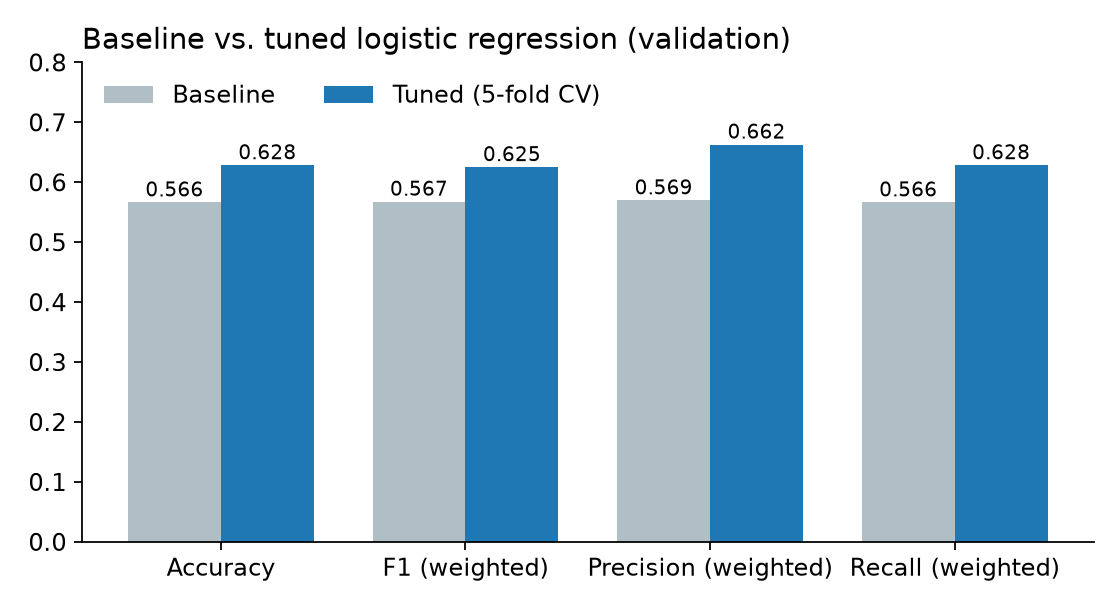 Baseline vs. tuned logistic regression (validation)
0.8
Baseline Tuned (5-fold CV)
0.7
0.6
0.5
0.4
0.3
0.2
0.1
0.0
0.566 0.628 0.567 0.625 0.569 0.662 0.566 0.628
Accuracy F1 (weighted) Precision (weighted) Recall (weighted)